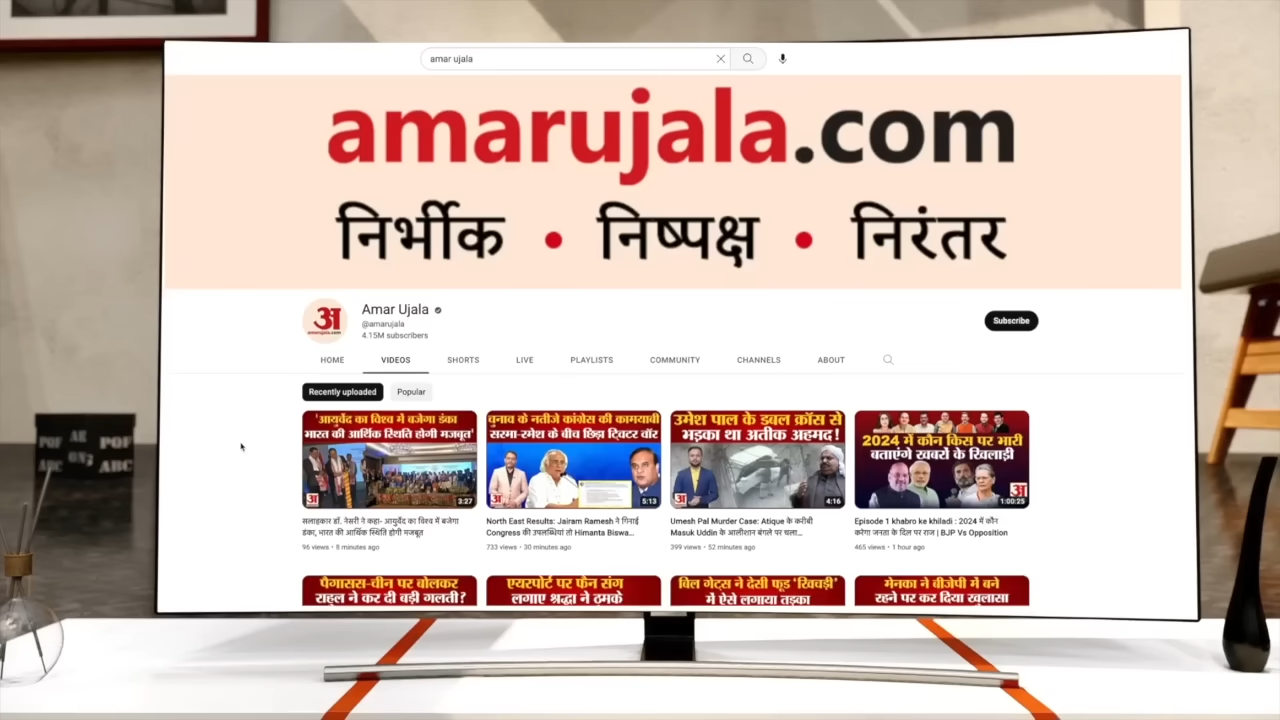 amar ujala
amarujala.com
निर्भीक • निष्पक्ष • निरंतर
अ
amarujala.com
Amar Ujala
@amarujala
4.15M subscribers
Subscribe
HOME VIDEOS SHORTS LIVE PLAYLISTS COMMUNITY CHANNELS ABOUT
Recently uploaded Popular
'आयुर्वेद का विश्व में बजेगा डंका
भारत की आर्थिक स्थिति होगी मजबूत'
अ
3:27
सलाहकार डॉ. नेसरी ने कहा- आयुर्वेद का विश्व में बजेगा
डंका, भारत की आर्थिक स्थिति होगी मजबूत
96 views • 8 minutes ago
चुनाव के नतीजे कांग्रेस की कामयाबी
सरमा-रमेश के बीच छिड़ा ट्विटर वॉर
अ
5:13
North East Results: Jairam Ramesh ने गिनाई
Congress की उपलब्धियां तो Himanta Biswa...
733 views • 30 minutes ago
उमेश पाल के डबल क्रॉस से
भड़का था अतीक अहमद!
अ
4:16
Umesh Pal Murder Case: Atique के करीबी
Masuk Uddin के आलीशान बंगले पर चला...
399 views • 52 minutes ago
2024 में कौन किस पर भारी
बताएंगे खबरों के खिलाड़ी
अ
1:00:25
Episode 1 khabro ke khiladi : 2024 में कौन
करेगा जनता के दिल पर राज | BJP Vs Opposition
465 views • 1 hour ago
पैगासस-चीन पर बोलकर
राहुल ने कर दी बड़ी गलती?
एयरपोर्ट पर फैन संग
लगाए श्रद्धा ने ठुमके
बिल गेट्स ने देसी फूड 'खिचड़ी'
में ऐसे लगाया तड़का
मेनका ने बीजेपी में बने
रहने पर कर दिया खुलासा